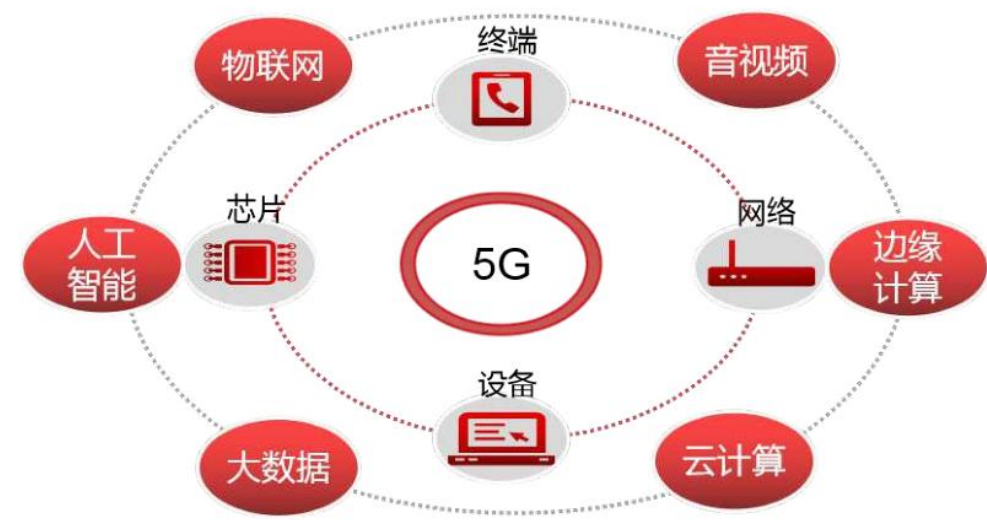 终端
物联网
音视频
芯片
网络
人工
智能
5G
边缘
计算
设备
大数据
云计算